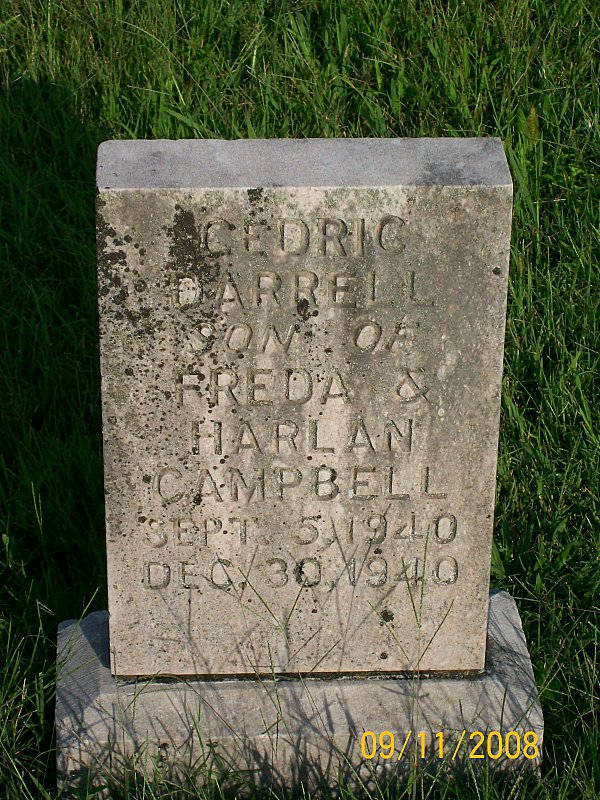 CEDRIC
DARRELL
SON OF
FREDA &
HARLAN
CAMPBELL
SEPT. 5, 1940
DEC. 30, 1940
09/11/2008